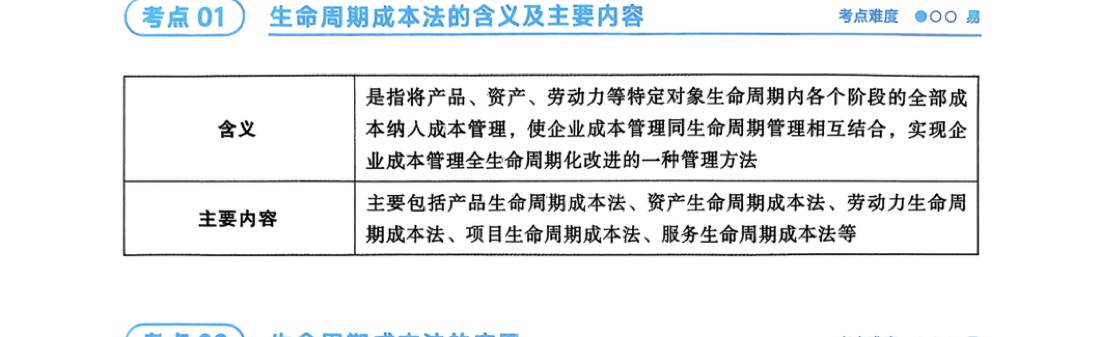 考点 01 生命周期成本法的含义及主要内容 考点难度 易
含义
是指将产品、资产、劳动力等特定对象生命周期内各个阶段的全部成
本纳入成本管理，使企业成本管理同生命周期管理相互结合，实现企
业成本管理全生命周期化改进的一种管理方法
主要内容
主要包括产品生命周期成本法、资产生命周期成本法、劳动力生命周
期成本法、项目生命周期成本法、服务生命周期成本法等